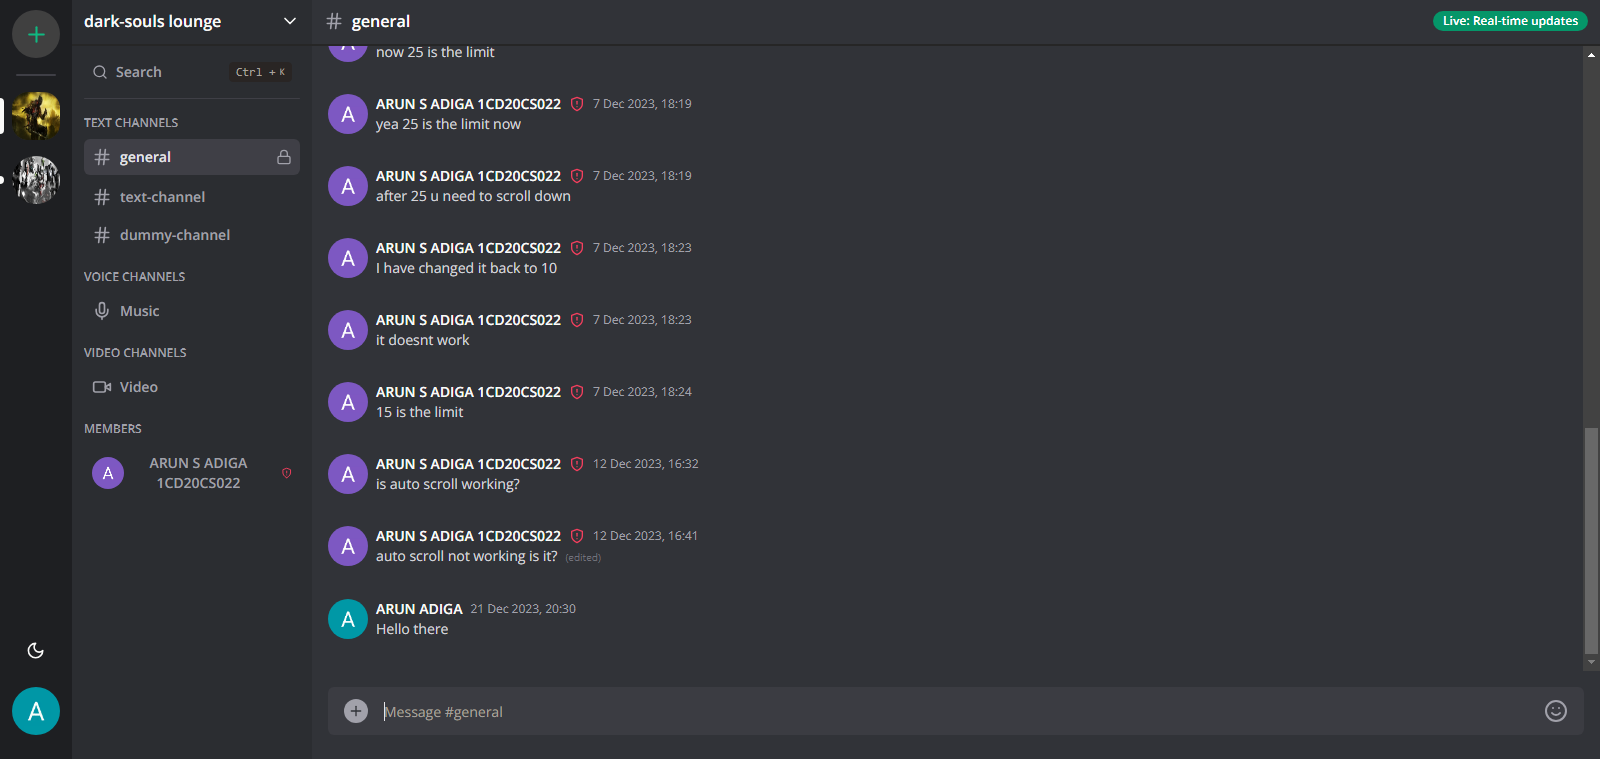 dark-souls lounge
Search
Ctrl + K
TEXT CHANNELS
general
text-channel
dummy-channel
VOICE CHANNELS
Music
VIDEO CHANNELS
Video
MEMBERS
A
ARUN S ADIGA
1CD20CS022
A
# general
Live: Real-time updates
now 25 is the limit
A
ARUN S ADIGA 1CD20CS022 7 Dec 2023, 18:19
yea 25 is the limit now
A
ARUN S ADIGA 1CD20CS022 7 Dec 2023, 18:19
after 25 u need to scroll down
A
ARUN S ADIGA 1CD20CS022 7 Dec 2023, 18:23
I have changed it back to 10
A
ARUN S ADIGA 1CD20CS022 7 Dec 2023, 18:23
it doesnt work
A
ARUN S ADIGA 1CD20CS022 7 Dec 2023, 18:24
15 is the limit
A
ARUN S ADIGA 1CD20CS022 12 Dec 2023, 16:32
is auto scroll working?
A
ARUN S ADIGA 1CD20CS022 12 Dec 2023, 16:41
auto scroll not working is it? (edited)
A
ARUN ADIGA 21 Dec 2023, 20:30
Hello there
Message #general